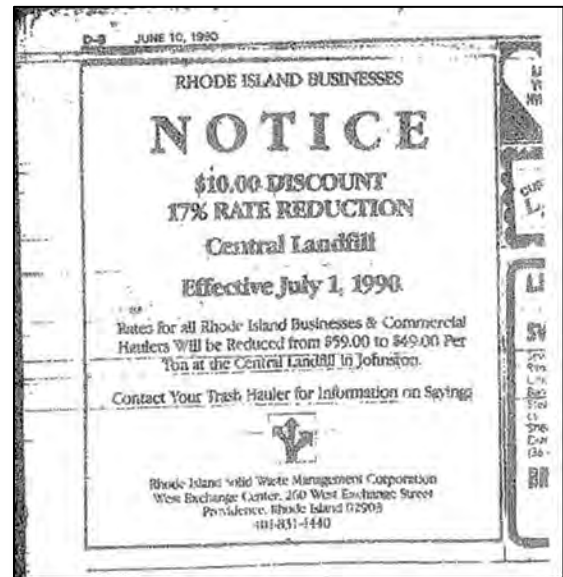 D-8 JUNE 10, 1990
RHODE ISLAND BUSINESSES
NOTICE
$10.00 DISCOUNT
17% RATE REDUCTION
Central Landfill
Effective July 1, 1990
Rates for all Rhode Island Businesses & Commercial
Haulers Will be Reduced from $59.00 to $49.00 Per
Ton at the Central Landfill in Johnston.
Contact Your Trash Hauler for Information on Savings
Rhode Island Solid Waste Management Corporation
West Exchange Center, 260 West Exchange Street
Providence, Rhode Island 02903
401-831-4440